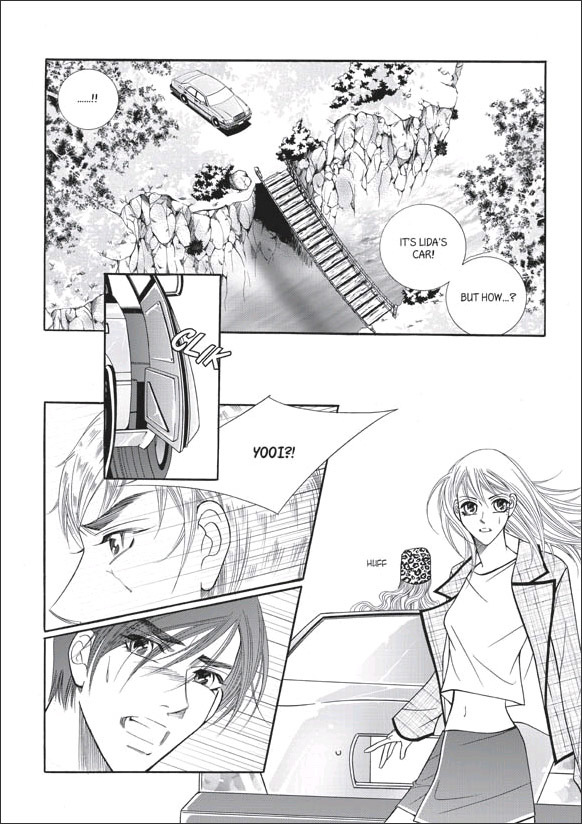 ......!!
IT'S LIDA'S
CAR!
BUT HOW...?
CLIK
YOOI?!
HUFF